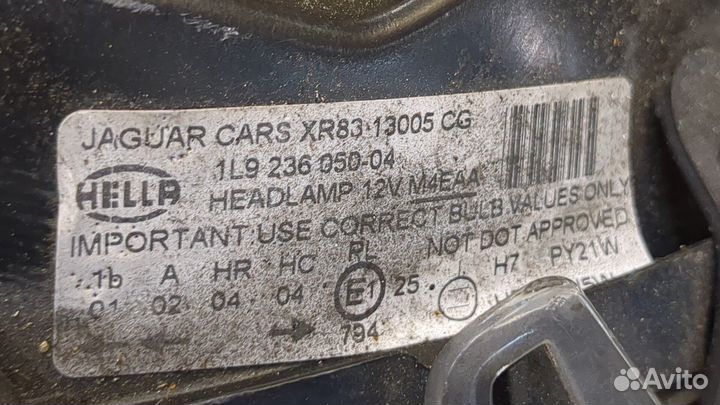 JAGUAR CARS XR83-13005 CG
1L9 236 050-04
HELLA
HEADLAMP 12V M4EAA
IMPORTANT USE CORRECT BULB VALUES ONLY
NOT DOT APPROVED
1b A HR HC RL
H7 PY21W
01 02 04 04 E1 25.
794
Avito